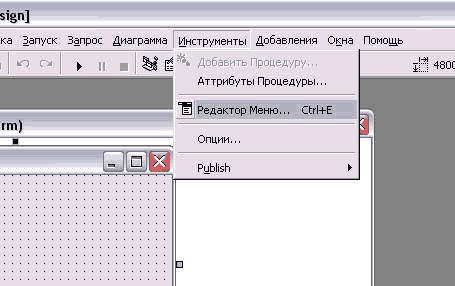 sign]
ка Запуск Запрос Диаграмма Инструменты Добавления Окна Помощь
Добавить Процедуру...
4800
Аттрибуты Процедуры...
Редактор Меню... Ctrl+E
rm)
Опции...
Publish